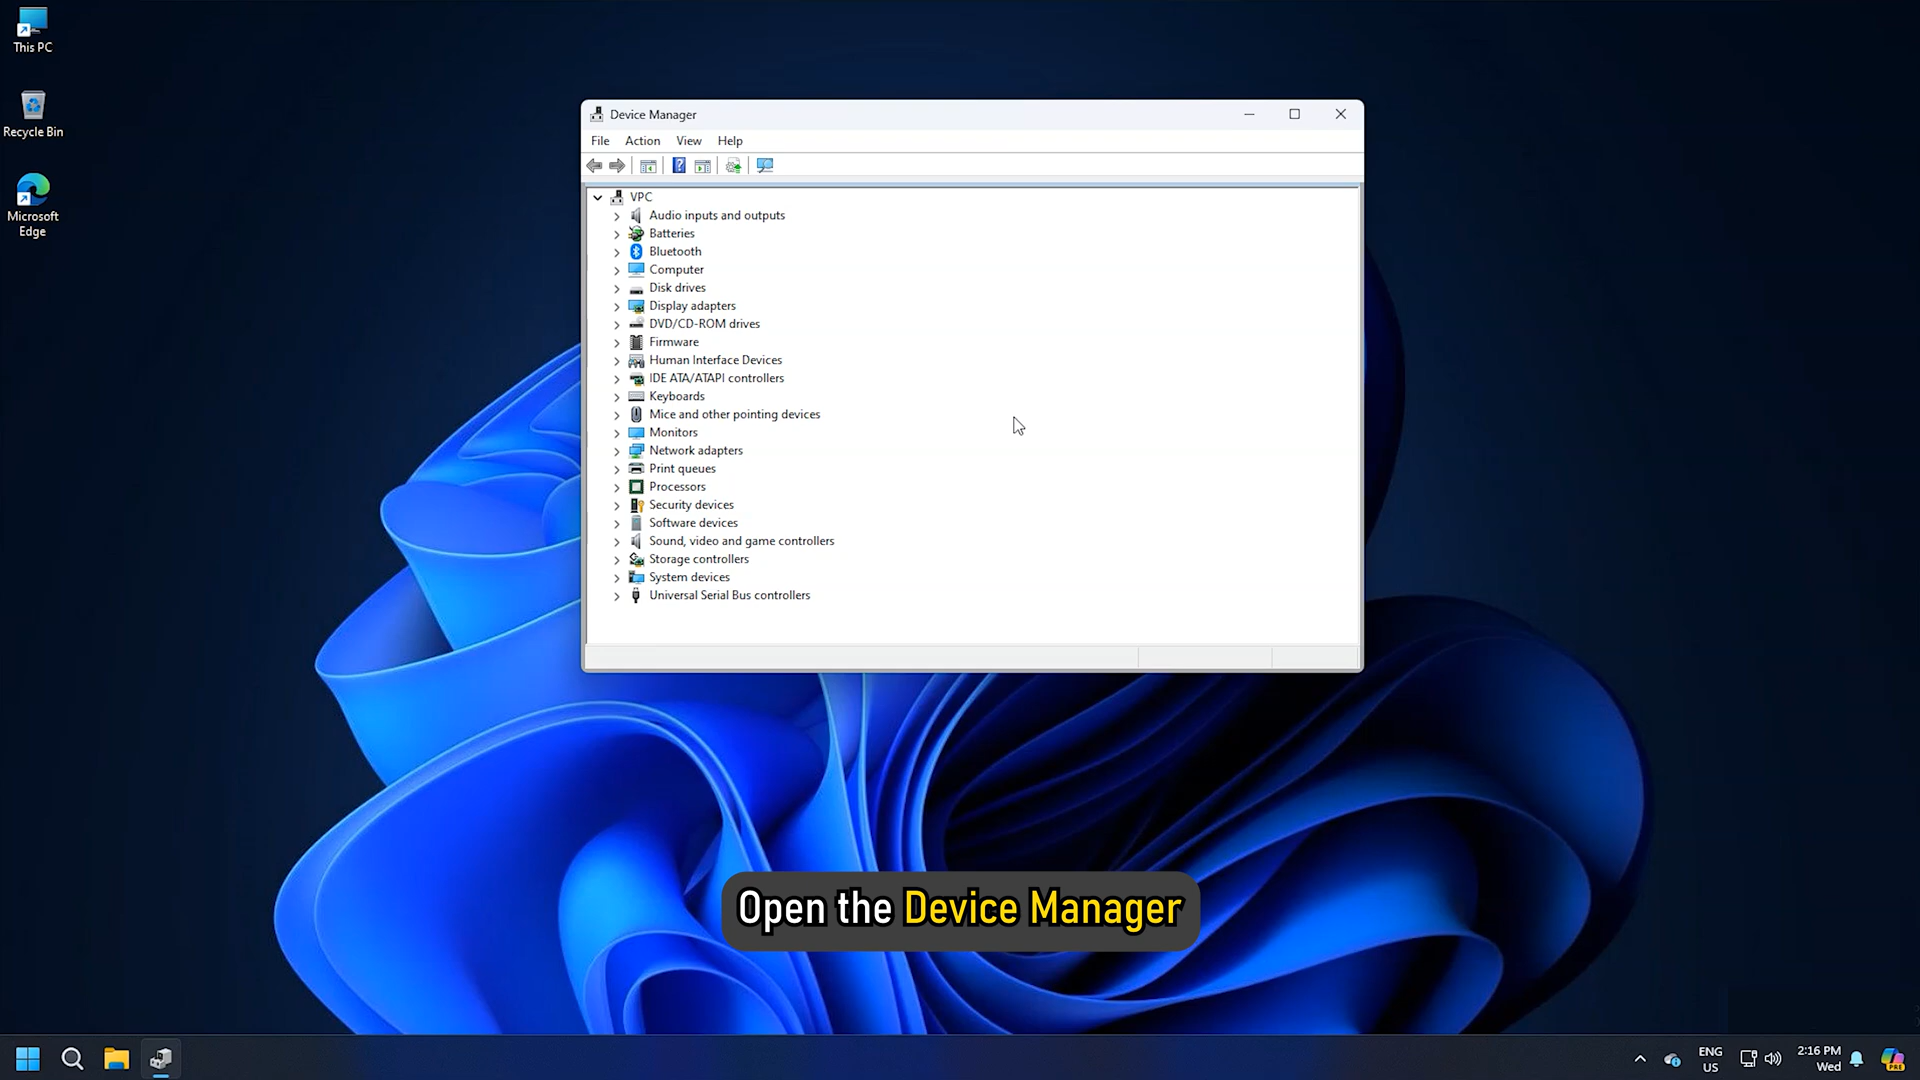 This PC
Recycle Bin
Microsoft
Edge
Device Manager
File Action View Help
VPC
Audio inputs and outputs
Batteries
Bluetooth
Computer
Disk drives
Display adapters
DVD/CD-ROM drives
Firmware
Human Interface Devices
IDE ATA/ATAPI controllers
Keyboards
Mice and other pointing devices
Monitors
Network adapters
Print queues
Processors
Security devices
Software devices
Sound, video and game controllers
Storage controllers
System devices
Universal Serial Bus controllers
Open the Device Manager
ENG
US
2:16 PM
Wed
PRE